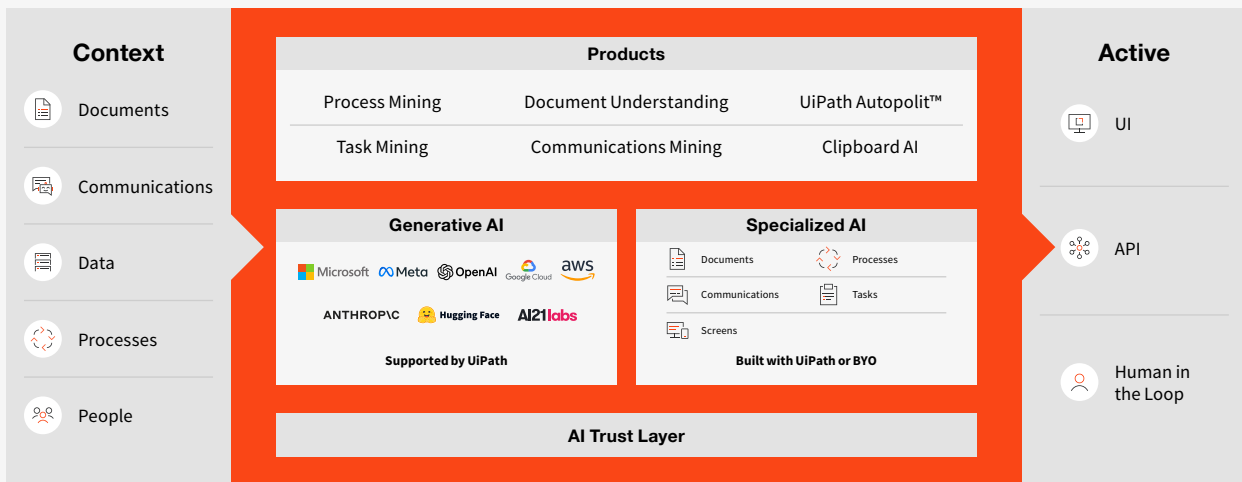 Context
Documents
Communications
Data
Processes
People
Products
Process Mining
Document Understanding
UiPath Autopolit™
Task Mining
Communications Mining
Clipboard AI
Generative AI
Microsoft
Meta
OpenAI
Google Cloud
aws
ANTHROP\C
Hugging Face
AI21labs
Supported by UiPath
Specialized AI
Documents
Processes
Communications
Tasks
Screens
Built with UiPath or BYO
AI Trust Layer
Active
UI
API
Human in
the Loop